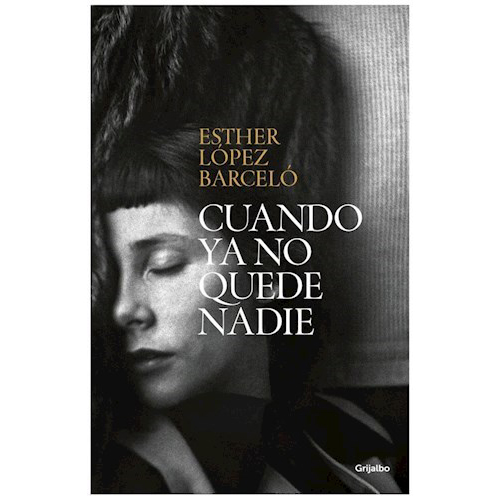 ESTHER
LÓPEZ
BARCELÓ
CUANDO
YA NO
QUEDE
NADIE
Grijalbo